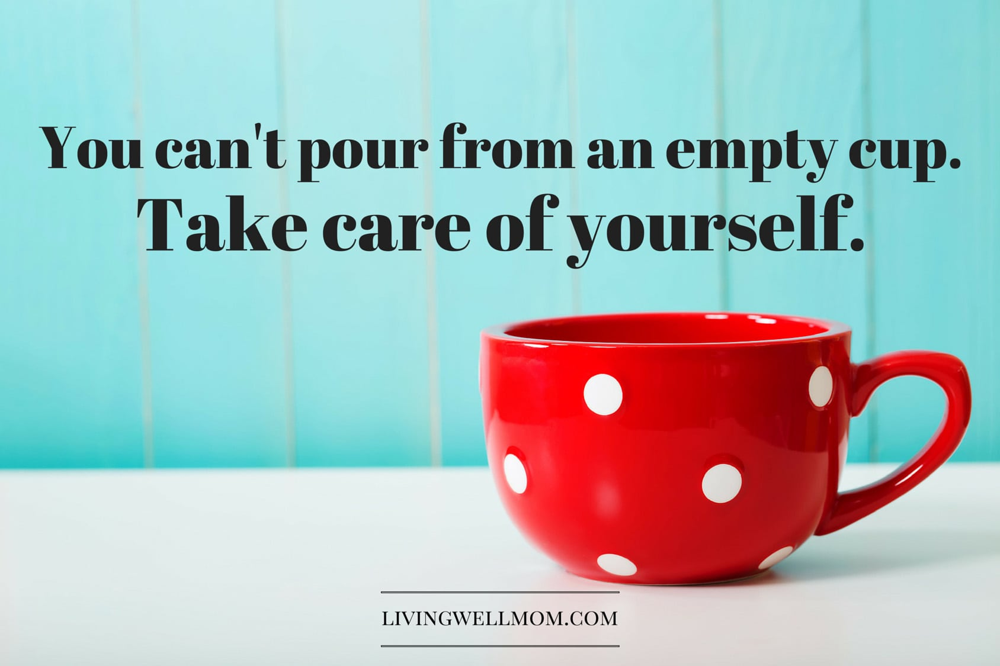 You can't pour from an empty cup.
Take care of yourself.
LIVINGWELLMOM.COM